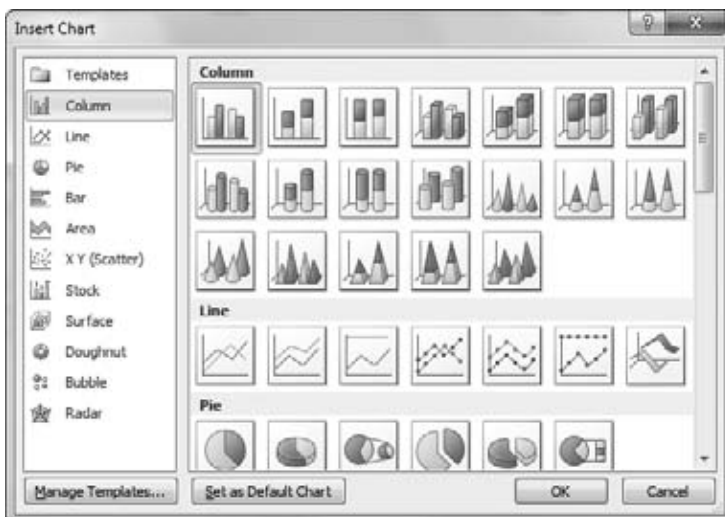 Insert Chart
Templates
Column
Line
Pie
Bar
Area
X Y (Scatter)
Stock
Surface
Doughnut
Bubble
Radar
Column
Line
Pie
Manage Templates...
Set as Default Chart
OK
Cancel